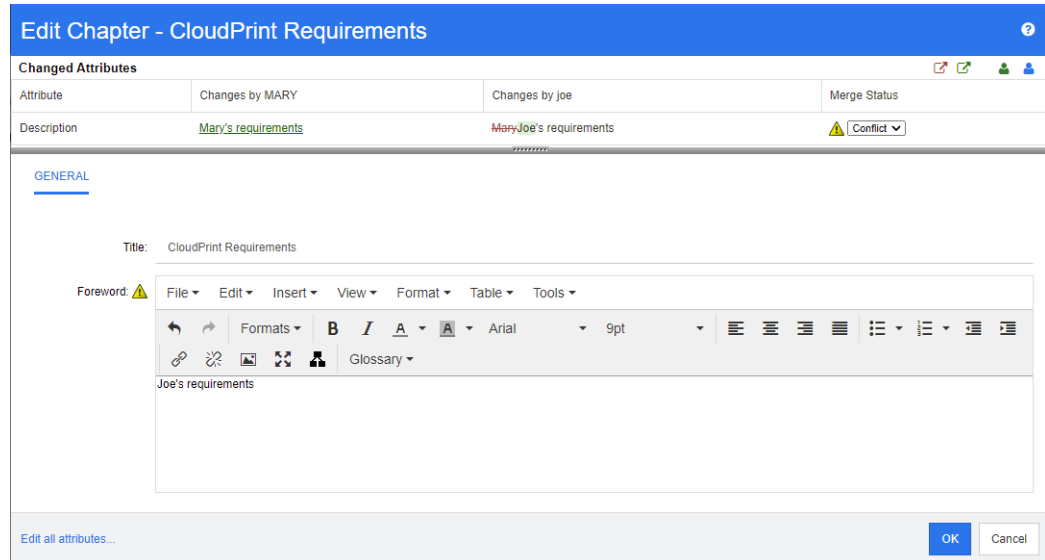 Edit Chapter - CloudPrint Requirements
Changed Attributes
Attribute Changes by MARY Changes by joe Merge Status
Description Mary's requirements MaryJoe's requirements Conflict
GENERAL
Title: CloudPrint Requirements
Foreword:
File Edit Insert View Format Table Tools
Formats B I A A Arial 9pt
Glossary
Joe's requirements
Edit all attributes... OK Cancel